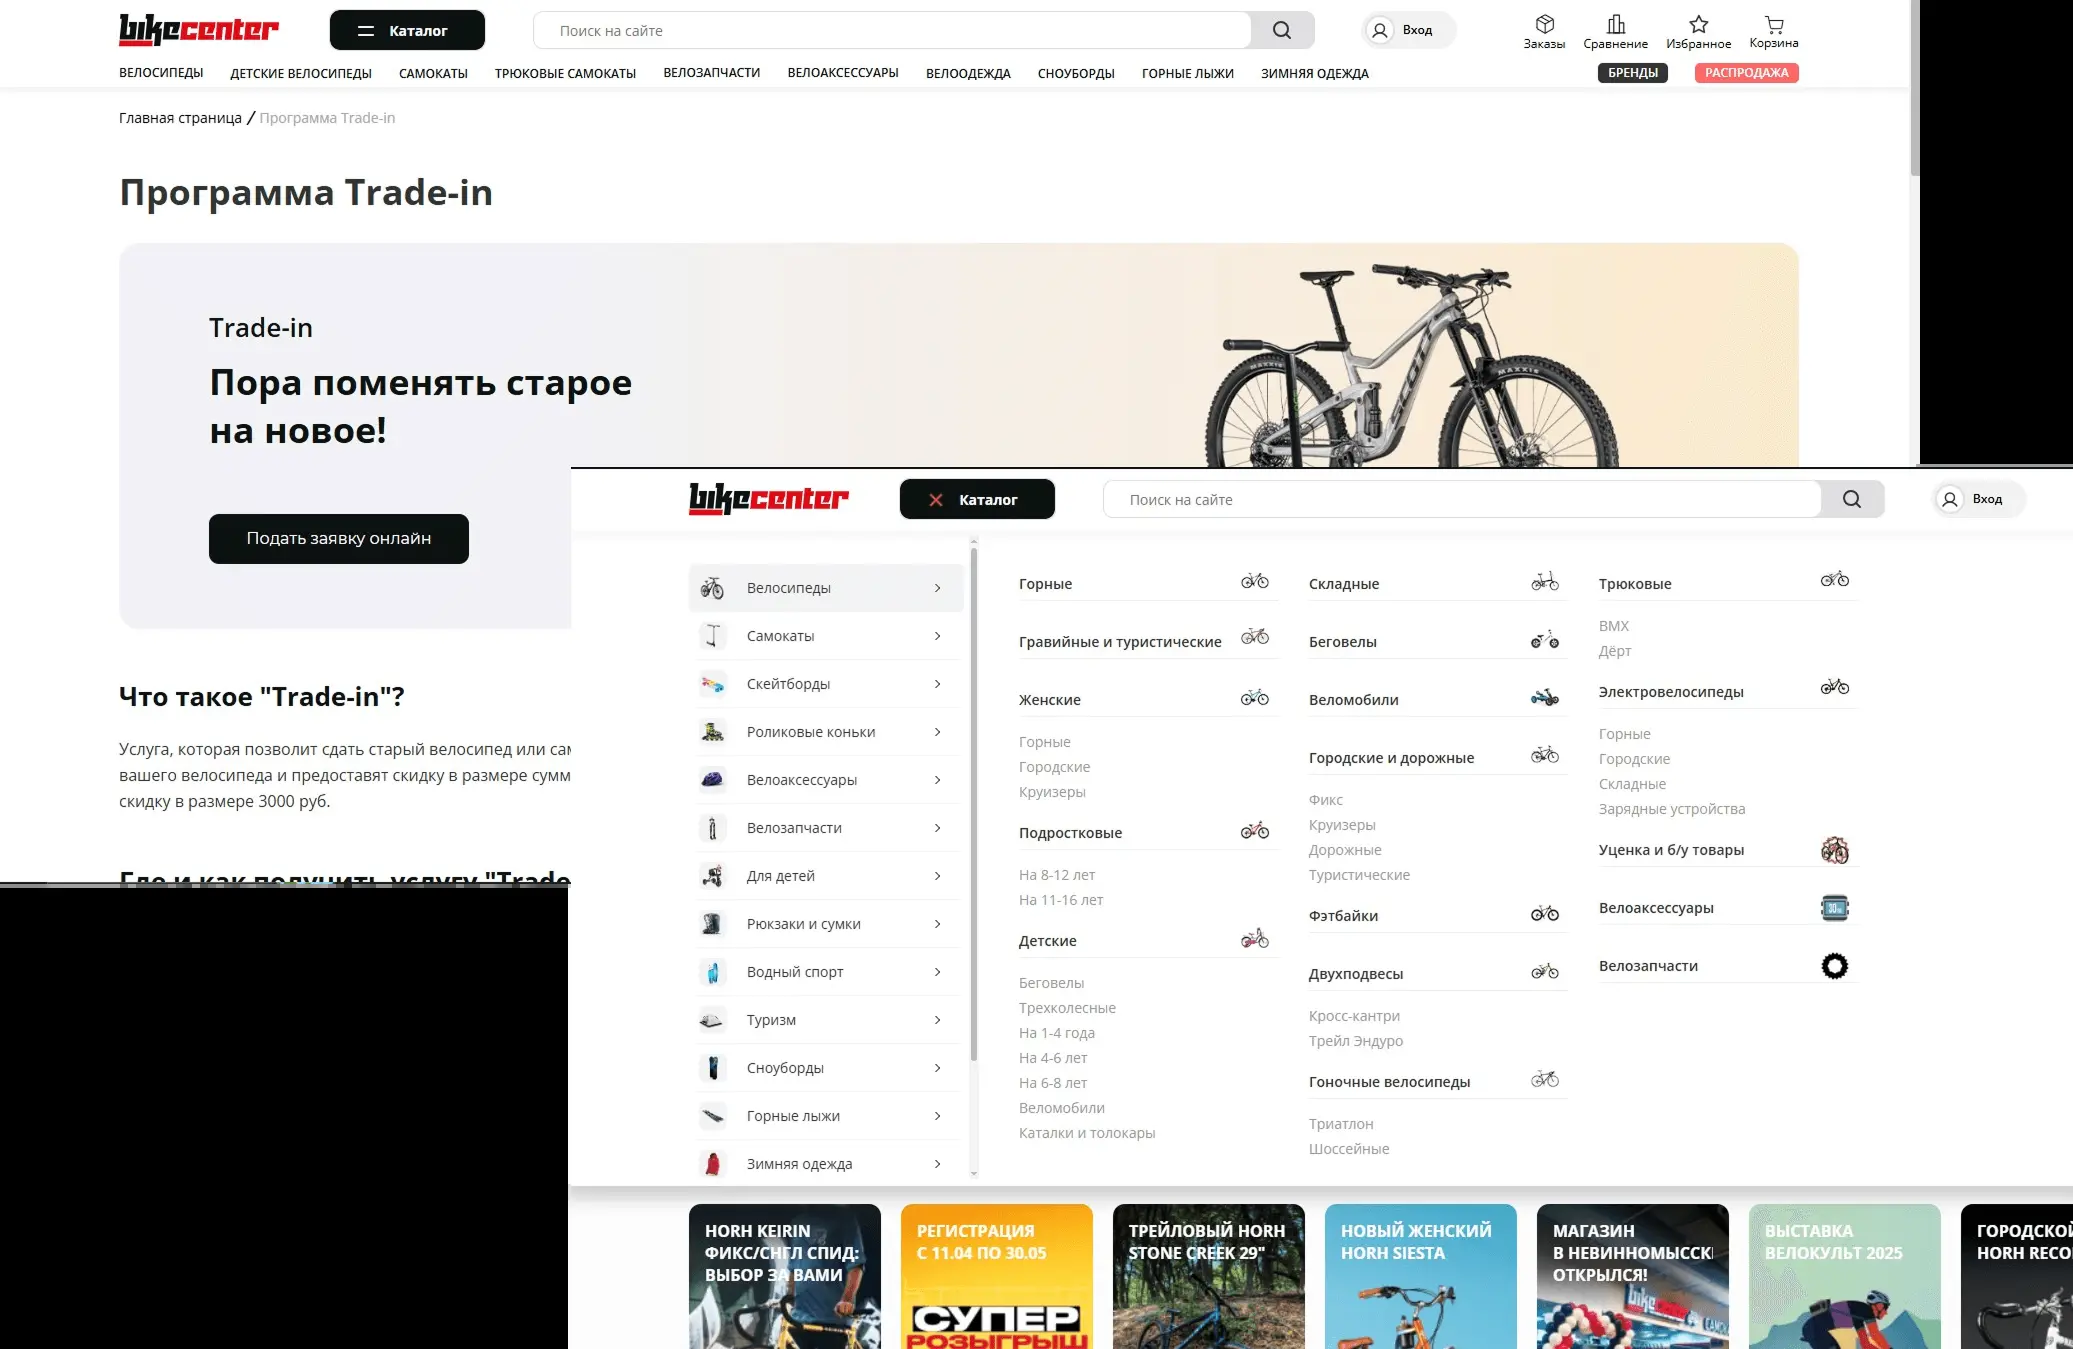 bikecenter
Каталог
Поиск на сайте
Вход
Заказы
Сравнение
Избранное
Корзина
ВЕЛОСИПЕДЫ
ДЕТСКИЕ ВЕЛОСИПЕДЫ
САМОКАТЫ
ТРЮКОВЫЕ САМОКАТЫ
ВЕЛОЗАПЧАСТИ
ВЕЛОАКСЕССУАРЫ
ВЕЛООДЕЖДА
СНОУБОРДЫ
ГОРНЫЕ ЛЫЖИ
ЗИМНЯЯ ОДЕЖДА
БРЕНДЫ
РАСПРОДАЖА
Главная страница / Программа Trade-in
Программа Trade-in
Trade-in
Пора поменять старое
на новое!
Подать заявку онлайн
MAXXIS
MAXXIS
Что такое "Trade-in"?
Услуга, которая позволит сдать старый велосипед или сам
вашего велосипеда и предоставят скидку в размере сумм
скидку в размере 3000 руб.
Где и как получить услугу "Trade
bikecenter
Каталог
Поиск на сайте
Вход
Велосипеды
Самокаты
Скейтборды
Роликовые коньки
Велоаксессуары
Велозапчасти
Для детей
Рюкзаки и сумки
Водный спорт
Туризм
Сноуборды
Горные лыжи
Зимняя одежда
Горные
Гравийные и туристические
Женские
Горные
Городские
Круизеры
Подростковые
На 8-12 лет
На 11-16 лет
Детские
Беговелы
Трехколесные
На 1-4 года
На 4-6 лет
На 6-8 лет
Веломобили
Каталки и толокары
Складные
Беговелы
Веломобили
Городские и дорожные
Фикс
Круизеры
Дорожные
Туристические
Фэтбайки
Двухподвесы
Кросс-кантри
Трейл Эндуро
Гоночные велосипеды
Триатлон
Шоссейные
Трюковые
BMX
Дёрт
Электровелосипеды
Горные
Городские
Складные
Зарядные устройства
Уценка и б/у товары
Велоаксессуары
Велозапчасти
HORH KEIRIN
ФИКС/СНГЛ СПИД:
ВЫБОР ЗА ВАМИ
РЕГИСТРАЦИЯ
С 11.04 ПО 30.05
СУПЕР
РОЗЫГРЫШ
ТРЕЙЛОВЫЙ HORH
STONE CREEK 29"
НОВЫЙ ЖЕНСКИЙ
HORH SIESTA
МАГАЗИН
В НЕВИННОМЫССК
ОТКРЫЛСЯ!
ВЫСТАВКА
ВЕЛОКУЛЬТ 2025
ГОРОДСКОЙ
HORH RECO